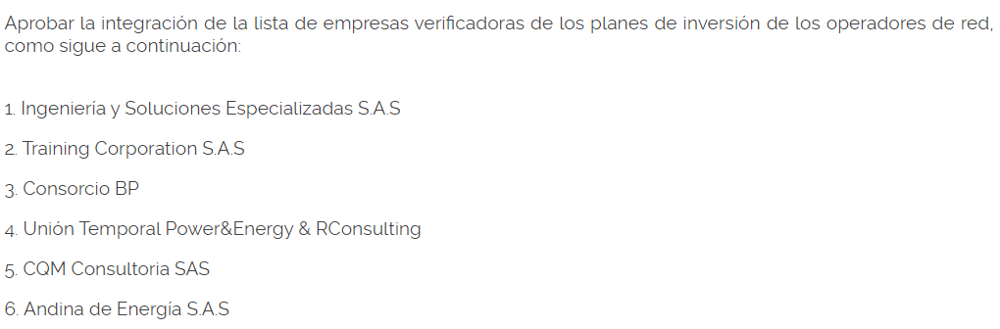 Aprobar la integración de la lista de empresas verificadoras de los planes de inversión de los operadores de red,
como sigue a continuación:
1. Ingeniería y Soluciones Especializadas S.A.S
2. Training Corporation S.A.S
3. Consorcio BP
4. Unión Temporal Power&Energy & RConsulting
5. CQM Consultoria SAS
6. Andina de Energía S.A.S